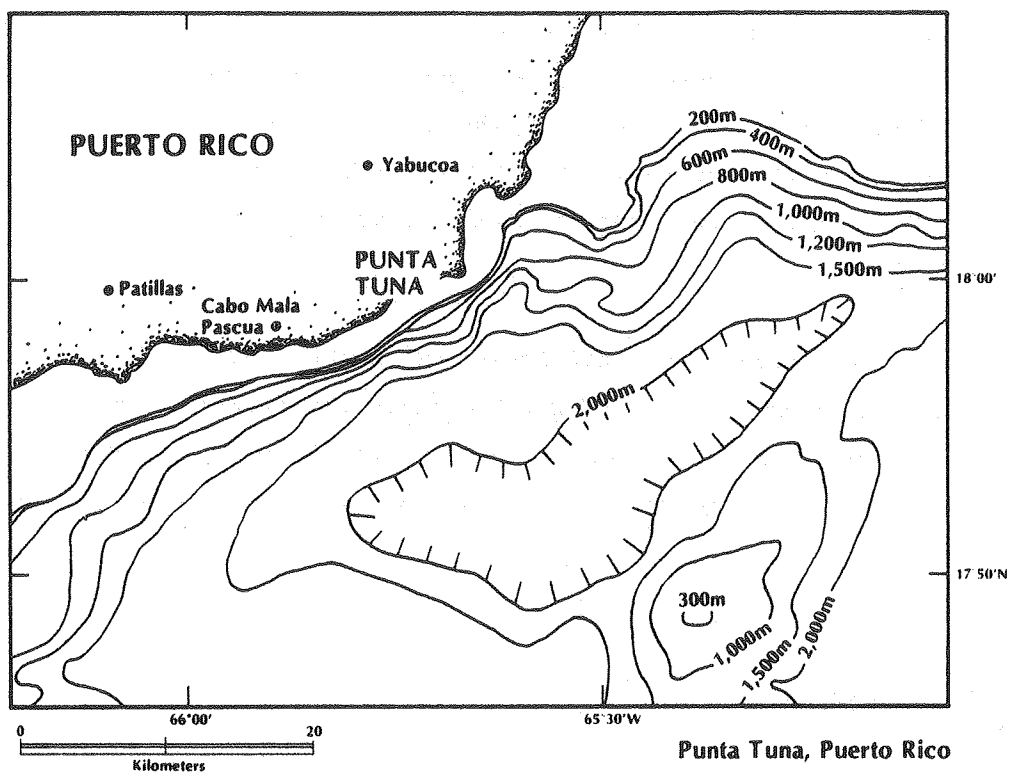 PUERTO RICO
Yabucoa
200m
400m
600m
800m
1,000m
1,200m
1,500m
PUNTA
TUNA
Patillas
Cabo Mala
Pascua
18°00'
2,000m
17°50'N
300m
1,000m
1,500m
2,000m
66°00'
65°30'W
0
20
Kilometers
Punta Tuna, Puerto Rico